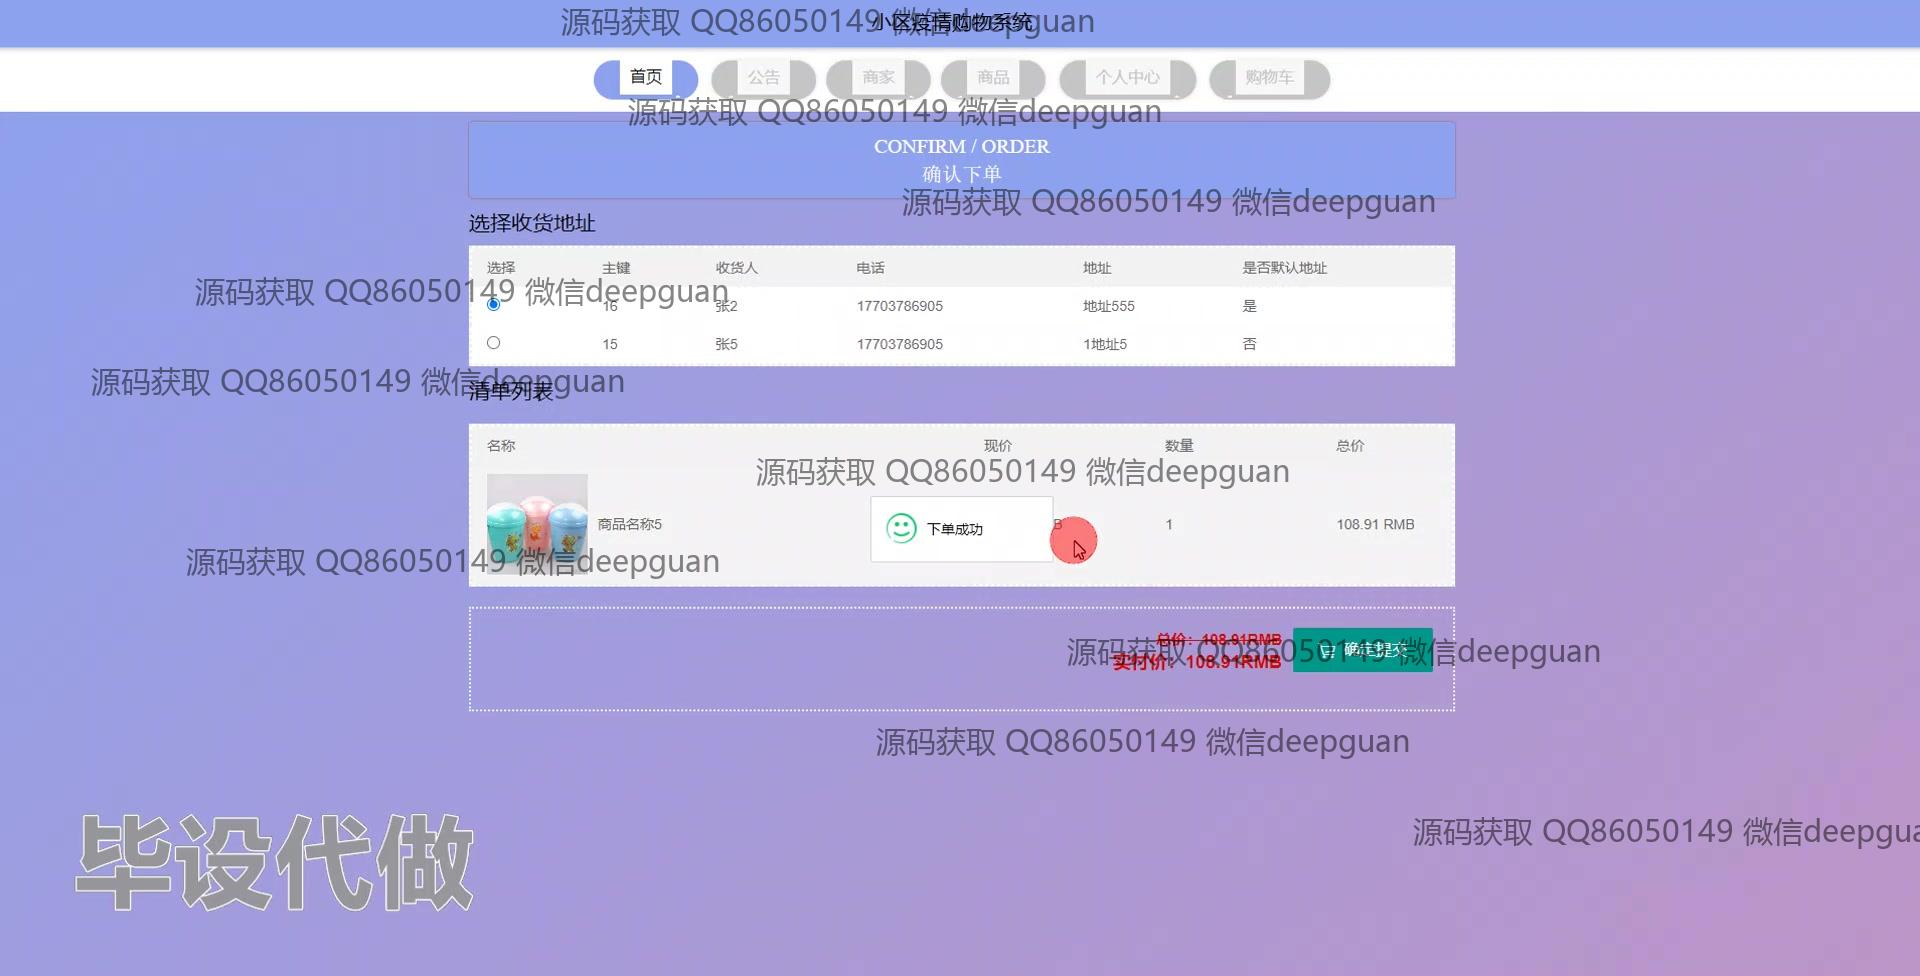 小区疫情购物系统
源码获取 QQ86050149 微信deepguan
首页 公告 商家 商品 个人中心 购物车
源码获取 QQ86050149 微信deepguan
CONFIRM / ORDER
确认下单
源码获取 QQ86050149 微信deepguan
选择收货地址
选择 主键 收货人 电话 地址 是否默认地址
源码获取 QQ86050149 微信deepguan
16 张2 17703786905 地址555 是
15 张5 17703786905 1地址5 否
源码获取 QQ86050149 微信deepguan
清单列表
名称 现价 数量 总价
源码获取 QQ86050149 微信deepguan
商品名称5 下单成功 B 1 108.91 RMB
源码获取 QQ86050149 微信deepguan
总价：108.91RMB
实付价：108.91RMB
确定提交
源码获取 QQ86050149 微信deepguan
源码获取 QQ86050149 微信deepguan
源码获取 QQ86050149 微信deepgua
毕设代做